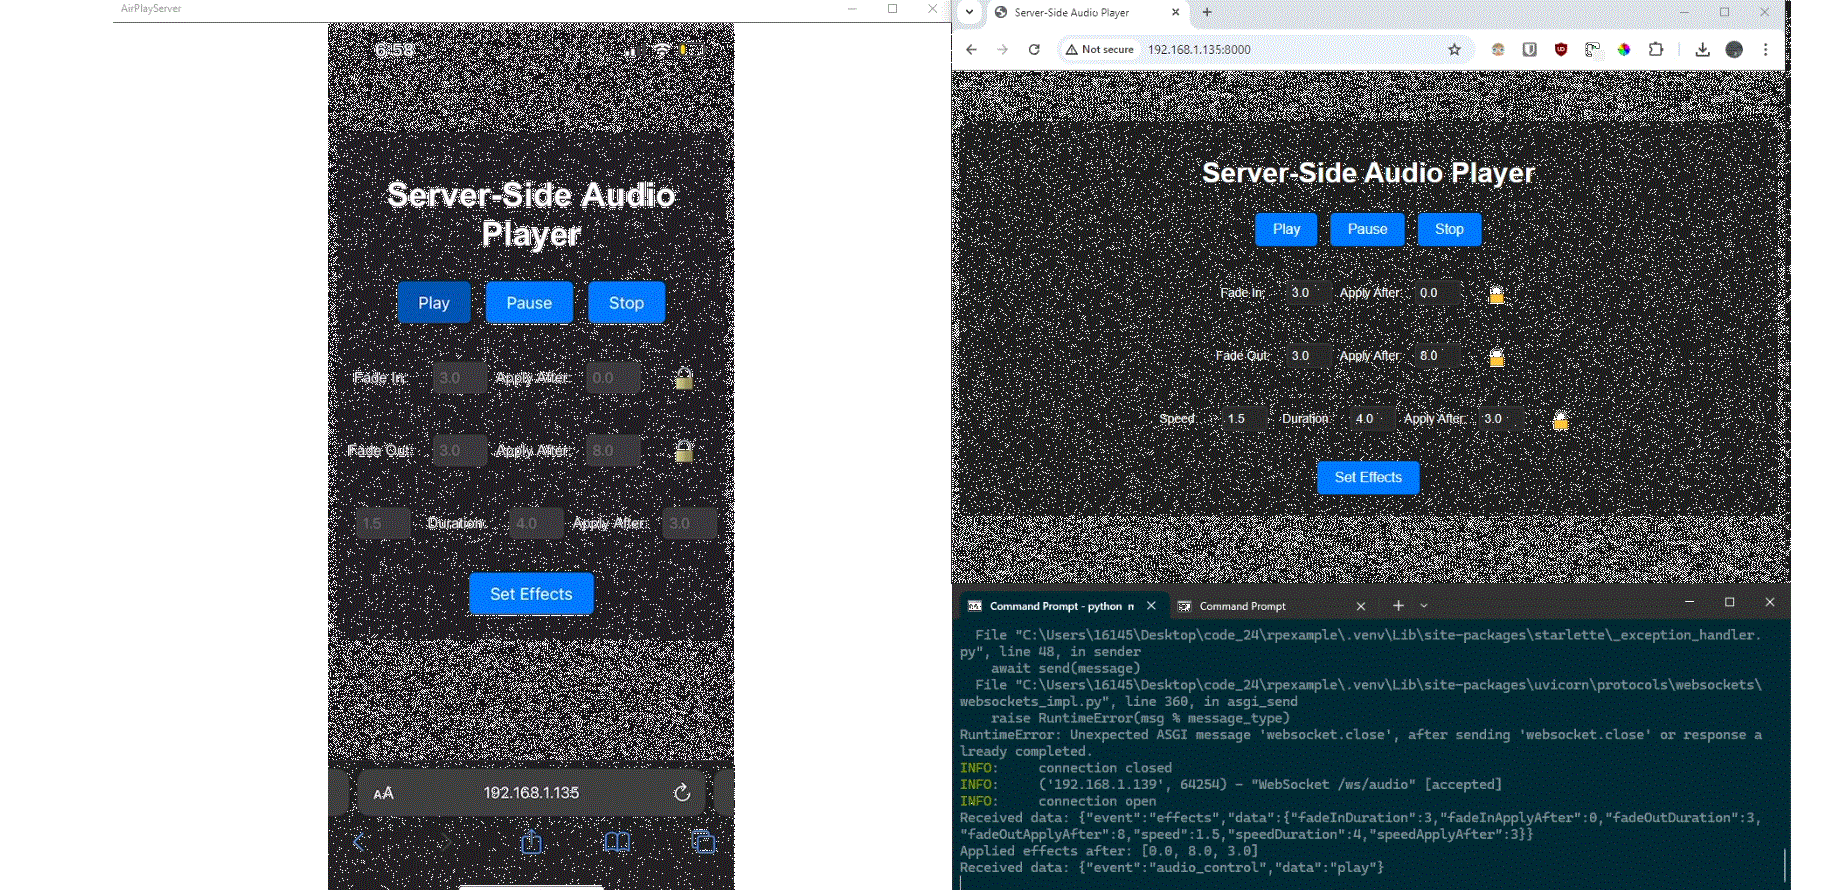 AirPlayServer
6:58
Server-Side Audio
Player
Play Pause Stop
Fade In: 3.0 Apply After: 0.0
Fade Out: 3.0 Apply After: 8.0
1.5 Duration: 4.0 Apply After: 3.0
Set Effects
AA 192.168.1.135
Server-Side Audio Player
Not secure 192.168.1.135:8000
Server-Side Audio Player
Play Pause Stop
Fade In: 3.0 Apply After: 0.0
Fade Out: 3.0 Apply After: 8.0
Speed 1.5 Duration 4.0 Apply After: 3.0
Set Effects
Command Prompt - python m Command Prompt
File "C:\Users\16145\Desktop\code_24\rpexample\.venv\Lib\site-packages\starlette\_exception_handler.
py", line 48, in sender
await send(message)
File "C:\Users\16145\Desktop\code_24\rpexample\.venv\Lib\site-packages\uvicorn\protocols\websockets\
websockets_impl.py", line 360, in asgi_send
raise RuntimeError(msg % message_type)
RuntimeError: Unexpected ASGI message 'websocket.close', after sending 'websocket.close' or response a
lready completed.
INFO: connection closed
INFO: ('192.168.1.139', 64254) - "WebSocket /ws/audio" [accepted]
INFO: connection open
Received data: {"event":"effects","data":{"fadeInDuration":3,"fadeInApplyAfter":0,"fadeOutDuration":3,
"fadeOutApplyAfter":8,"speed":1.5,"speedDuration":4,"speedApplyAfter":3}}
Applied effects after: [0.0, 8.0, 3.0]
Received data: {"event":"audio_control","data":"play"}